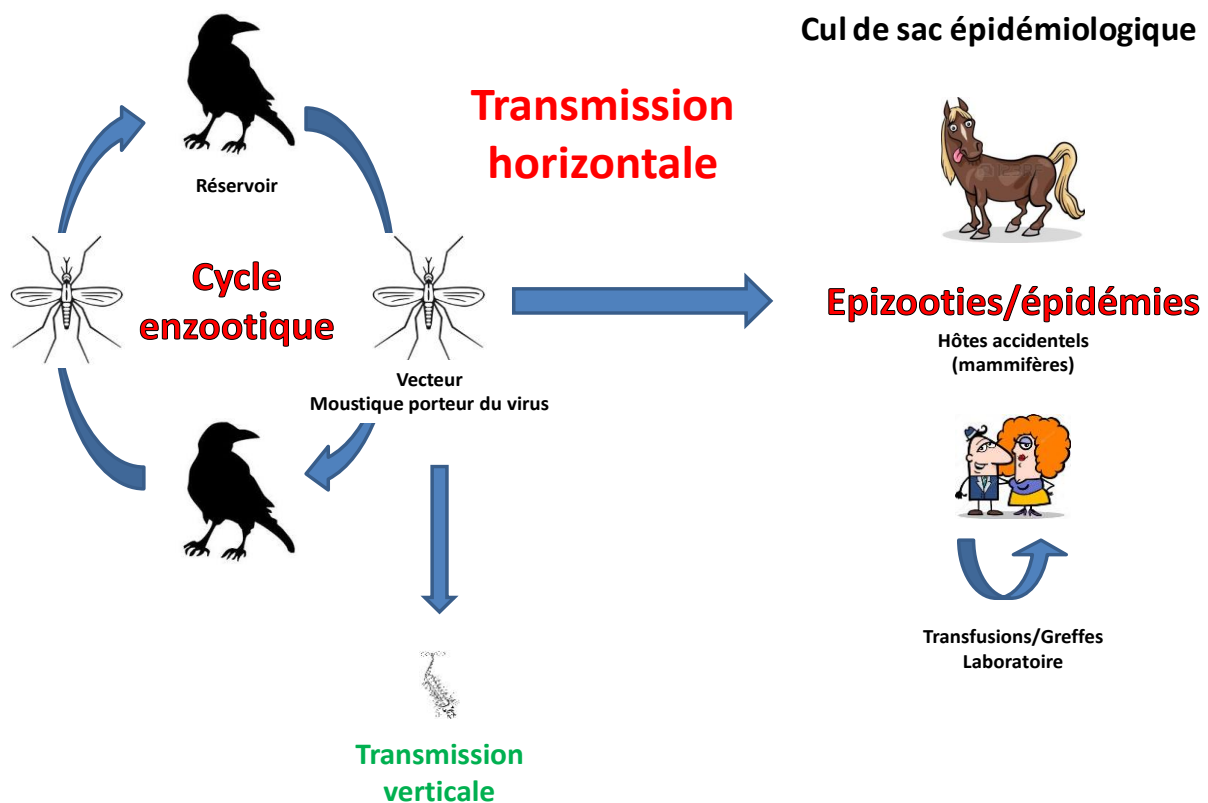 Cul de sac épidémiologique
Transmission
horizontale
Réservoir
Cycle
enzootique
Epizooties/épidémies
Hôtes accidentels
(mammifères)
Vecteur
Moustique porteur du virus
Transfusions/Greffes
Laboratoire
Transmission
verticale